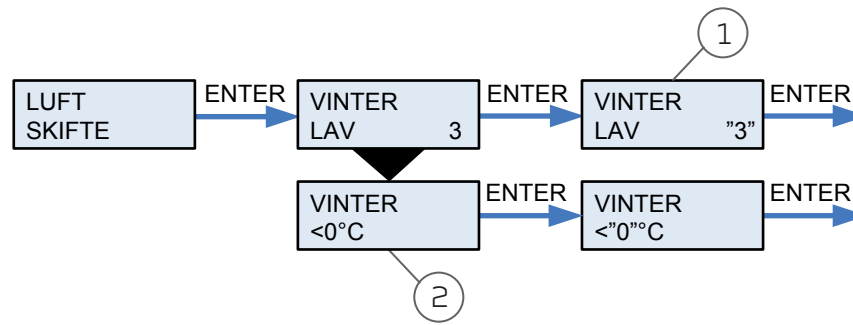 1
LUFT
SKIFTE
ENTER
VINTER
LAV 3
ENTER
VINTER
LAV ”3”
ENTER
VINTER
<0°C
ENTER
VINTER
<”0”°C
ENTER
2